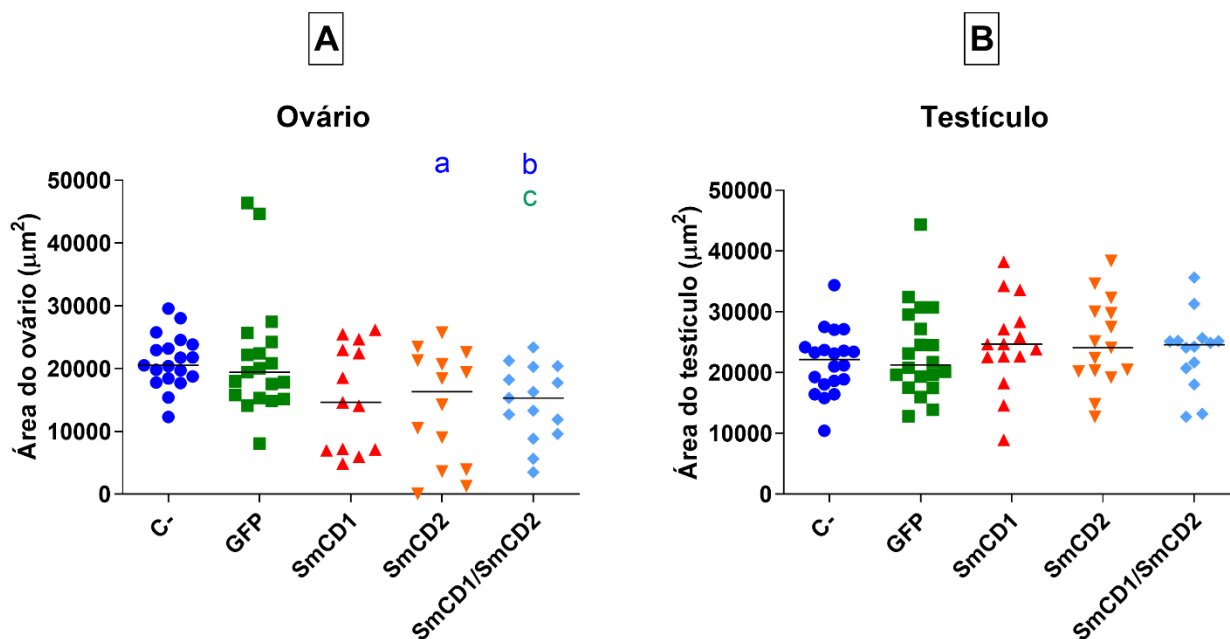 A
Ovário
a
b
c
Área do ovário (μm²)
50000
40000
30000
20000
10000
0
C-
GFP
SmCD1
SmCD2
SmCD1/SmCD2
B
Testículo
Área do testículo (μm²)
50000
40000
30000
20000
10000
0
C-
GFP
SmCD1
SmCD2
SmCD1/SmCD2